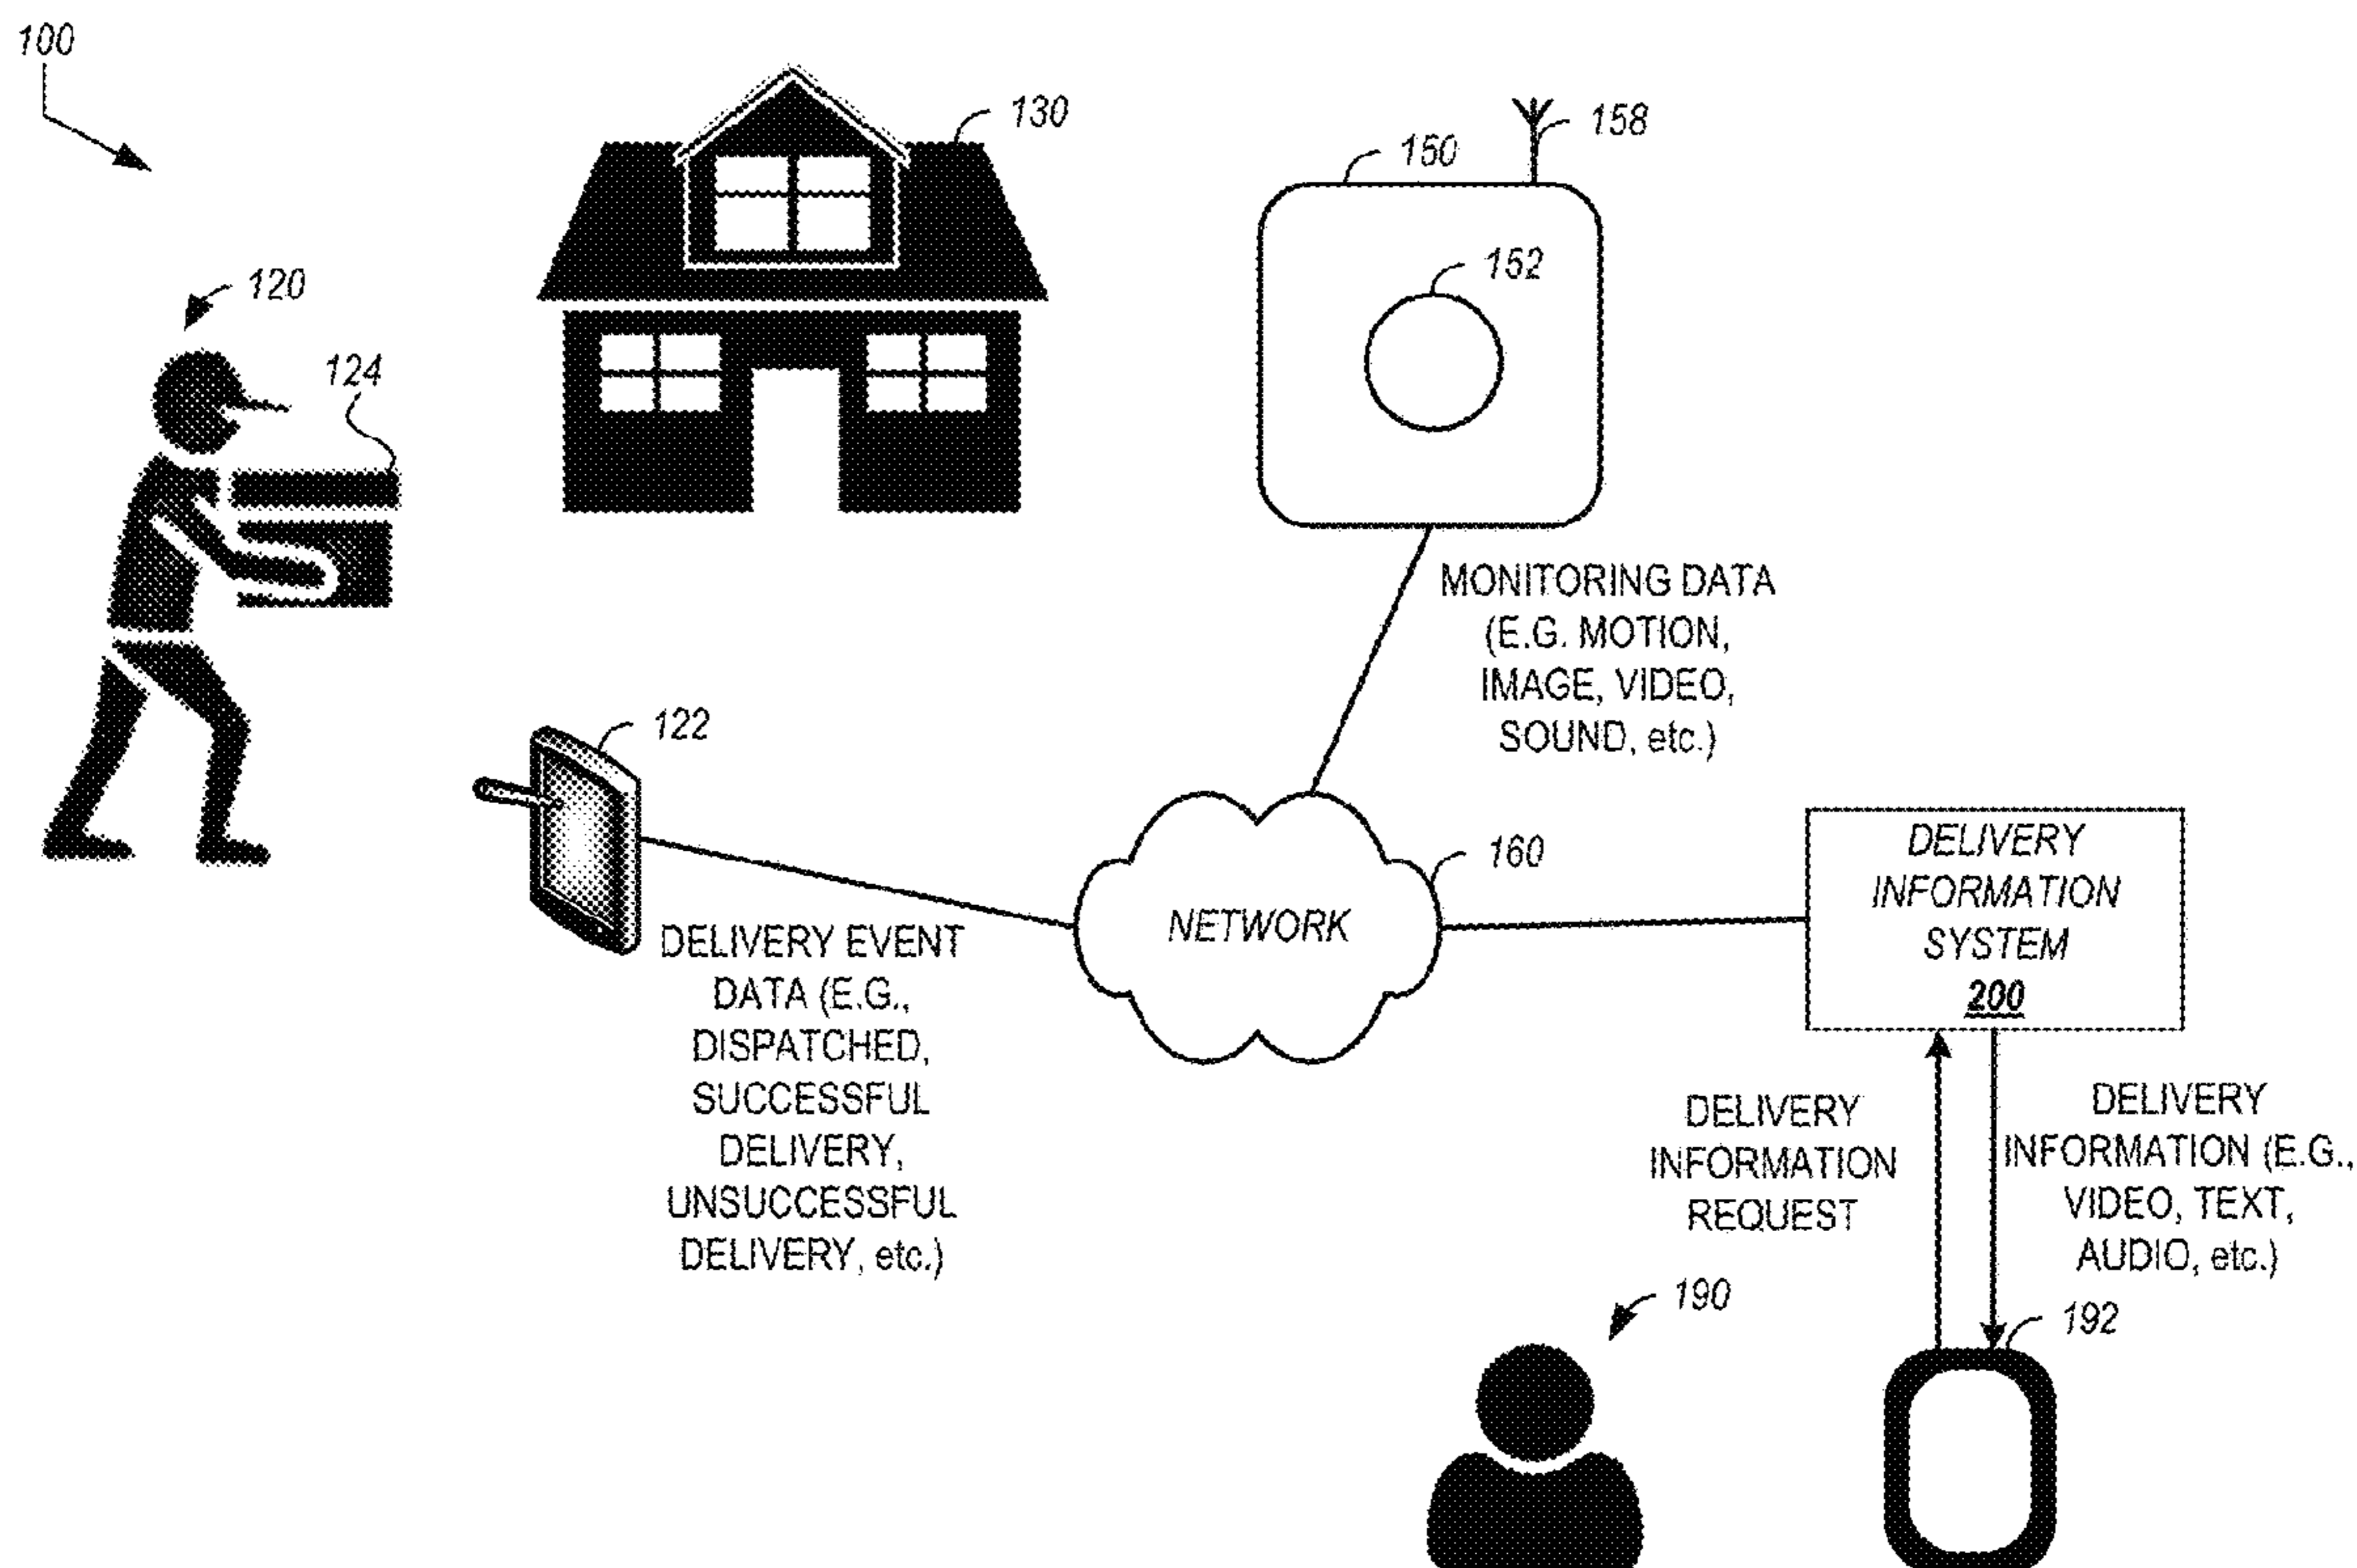 100
130
158
150
152
120
124
MONITORING DATA
(E.G. MOTION,
IMAGE, VIDEO,
SOUND, etc.)
122
160
NETWORK
DELIVERY
INFORMATION
SYSTEM
200
DELIVERY EVENT
DATA (E.G.,
DISPATCHED,
SUCCESSFUL
DELIVERY,
UNSUCCESSFUL
DELIVERY, etc.)
DELIVERY
INFORMATION
REQUEST
DELIVERY
INFORMATION (E.G.,
VIDEO, TEXT,
AUDIO, etc.)
190
192